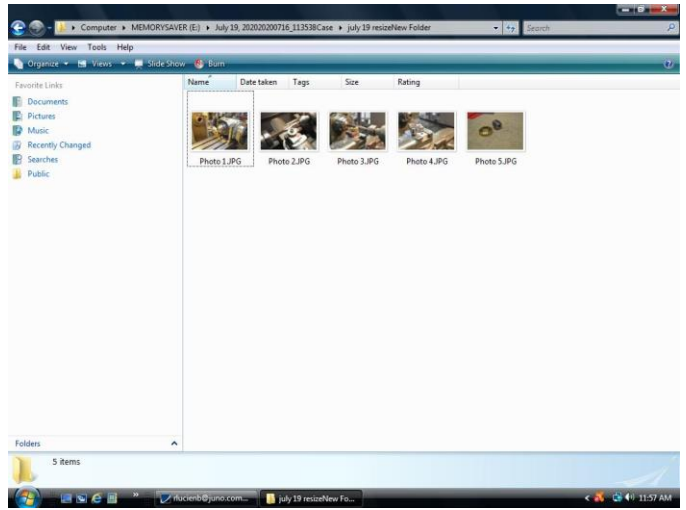 Computer MEMORYSAVER (E:) July 19, 202020200716_113538Case july 19 resizeNew Folder Search
File Edit View Tools Help
Organize Views Slide Show Burn
Favorite Links
Documents
Pictures
Music
Recently Changed
Searches
Public
Name Date taken Tags Size Rating
Photo 1.JPG Photo 2.JPG Photo 3.JPG Photo 4.JPG Photo 5.JPG
Folders
5 items
rlucienb@juno.com... july 19 resizeNew Fo... 11:57 AM